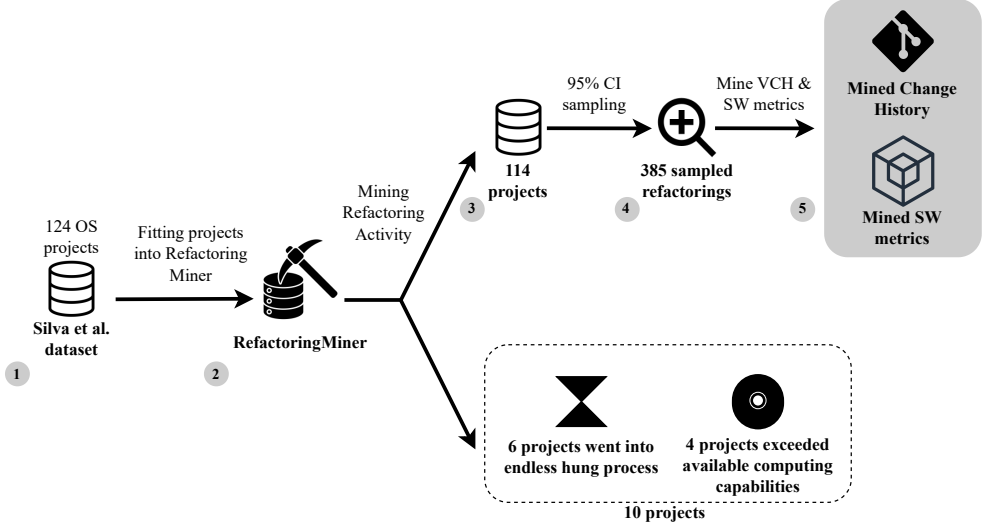 124 OS
projects
Silva et al.
dataset
1
Fitting projects
into Refactoring
Miner
RefactoringMiner
2
Mining
Refactoring
Activity
114
projects
3
95% CI
sampling
385 sampled
refactorings
4
Mine VCH &
SW metrics
5
Mined Change
History
Mined SW
metrics
6 projects went into
endless hung process
4 projects exceeded
available computing
capabilities
10 projects